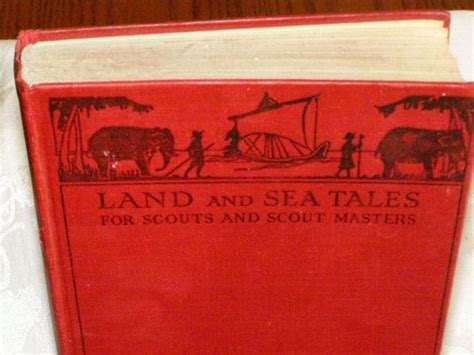 LAND AND SEA TALES
FOR SCOUTS AND SCOUT MASTERS